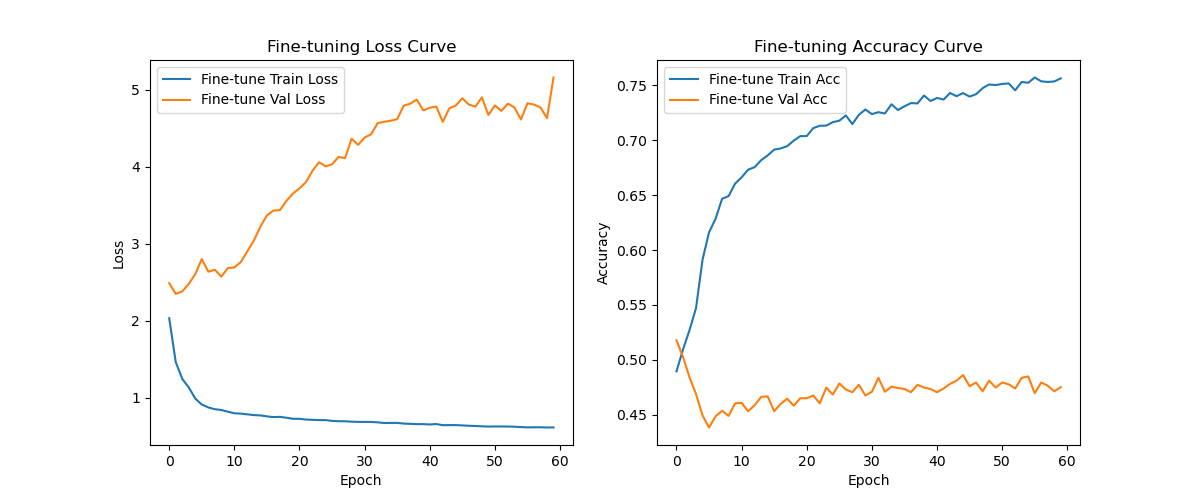 Fine-tuning Loss Curve
Fine-tune Train Loss
Fine-tune Val Loss
5
4
3
2
1
Loss
0 10 20 30 40 50 60
Epoch
Fine-tuning Accuracy Curve
Fine-tune Train Acc
Fine-tune Val Acc
0.75
0.70
0.65
0.60
0.55
0.50
0.45
Accuracy
0 10 20 30 40 50 60
Epoch